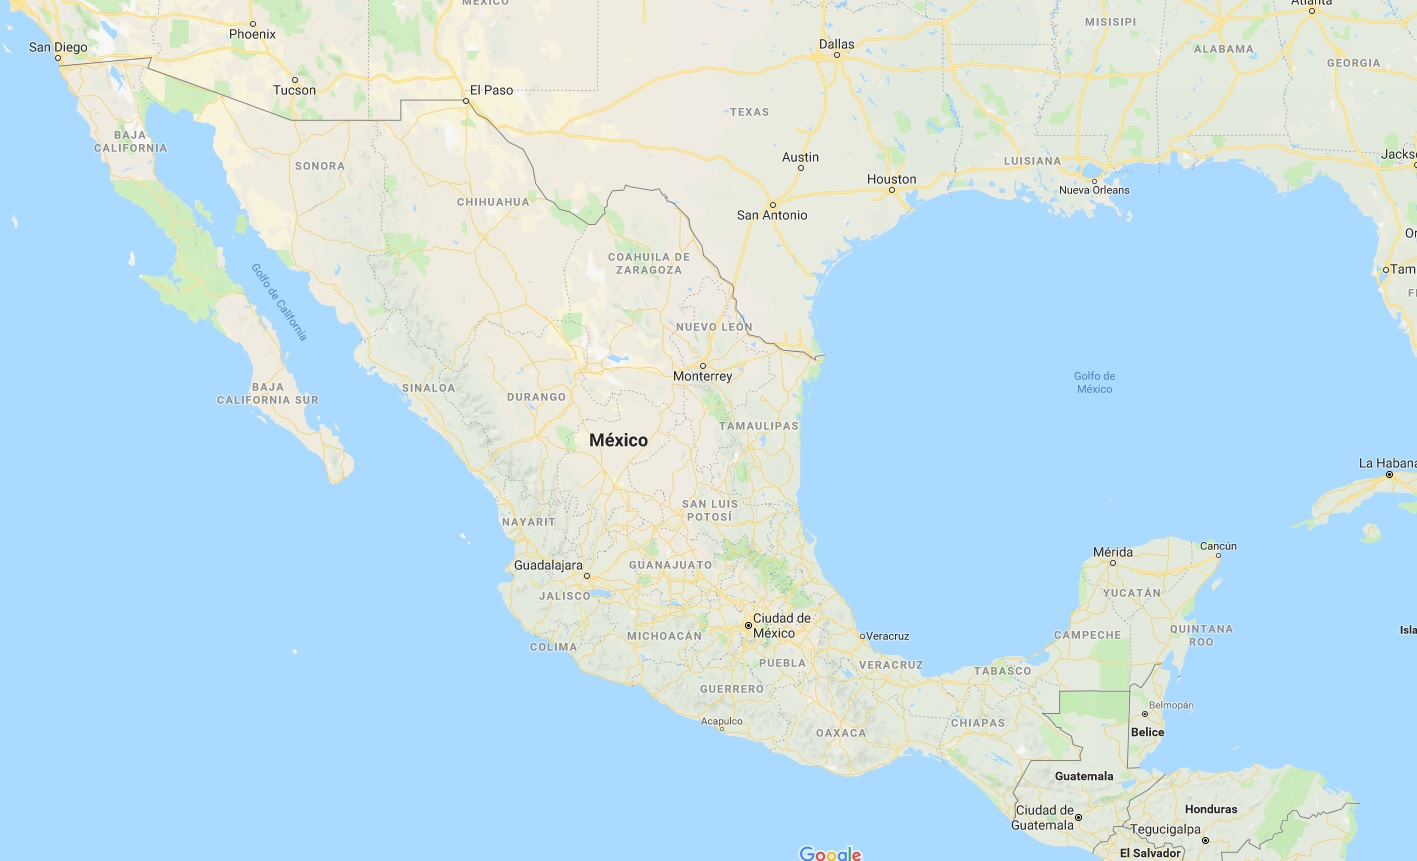 MÉXICO
Atlanta
MISISIPI
Phoenix
San Diego
Dallas
ALABAMA
GEORGIA
Tucson
El Paso
TEXAS
BAJA
CALIFORNIA
SONORA
Austin
LUISIANA
Jacks
Houston
Nueva Orleans
CHIHUAHUA
San Antonio
Or
COAHUILA DE
ZARAGOZA
Tam
Golfo de California
FL
NUEVO LEÓN
Monterrey
Golfo de
México
SINALOA
BAJA
CALIFORNIA SUR
DURANGO
TAMAULIPAS
México
La Habana
SAN LUIS
POTOSÍ
NAYARIT
Mérida
Cancún
Guadalajara
GUANAJUATO
JALISCO
YUCATÁN
Ciudad de
México
MICHOACÁN
Veracruz
CAMPECHE
QUINTANA
ROO
Isla
COLIMA
PUEBLA
VERACRUZ
TABASCO
GUERRERO
Belmopán
Acapulco
CHIAPAS
OAXACA
Belice
Guatemala
Ciudad de
Guatemala
Honduras
Tegucigalpa
El Salvador
Google